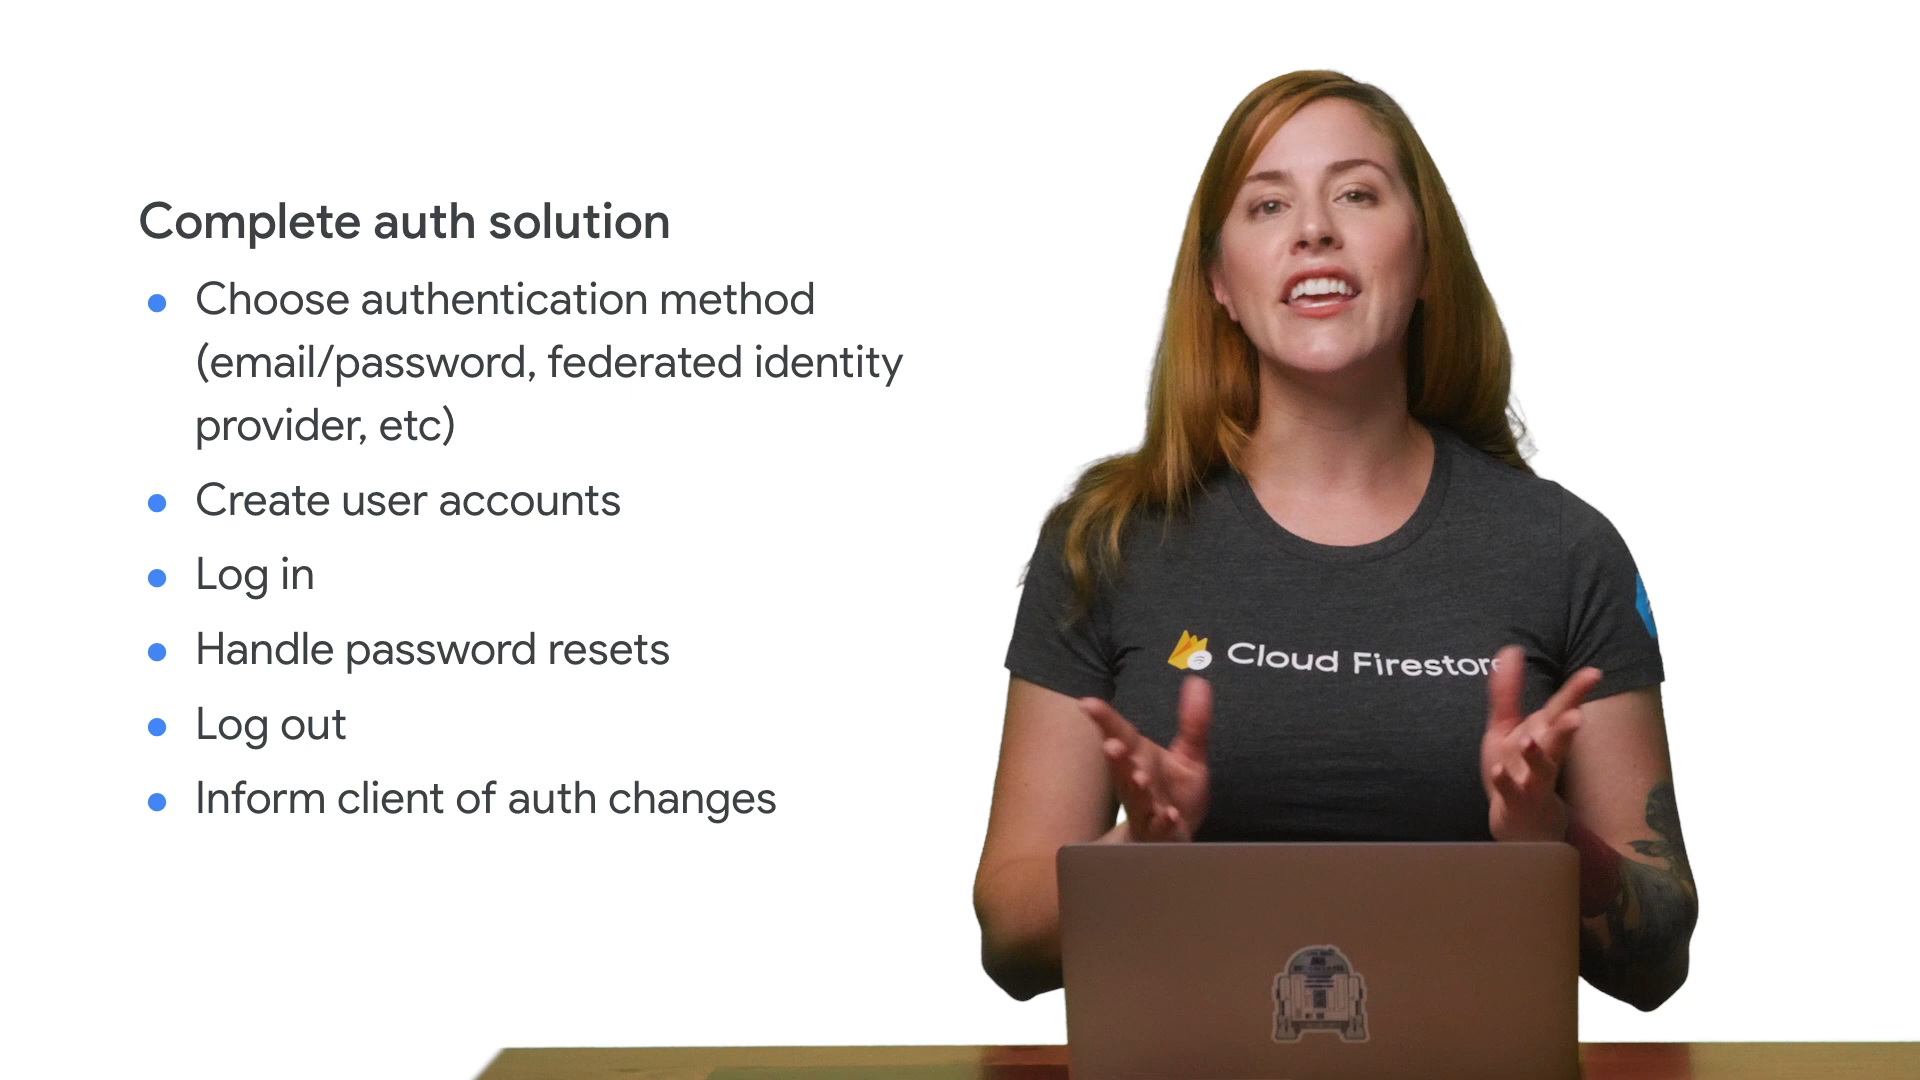 Complete auth solution
Choose authentication method
(email/password, federated identity
provider, etc)
Create user accounts
Log in
Handle password resets
Log out
Inform client of auth changes
Cloud Firestore